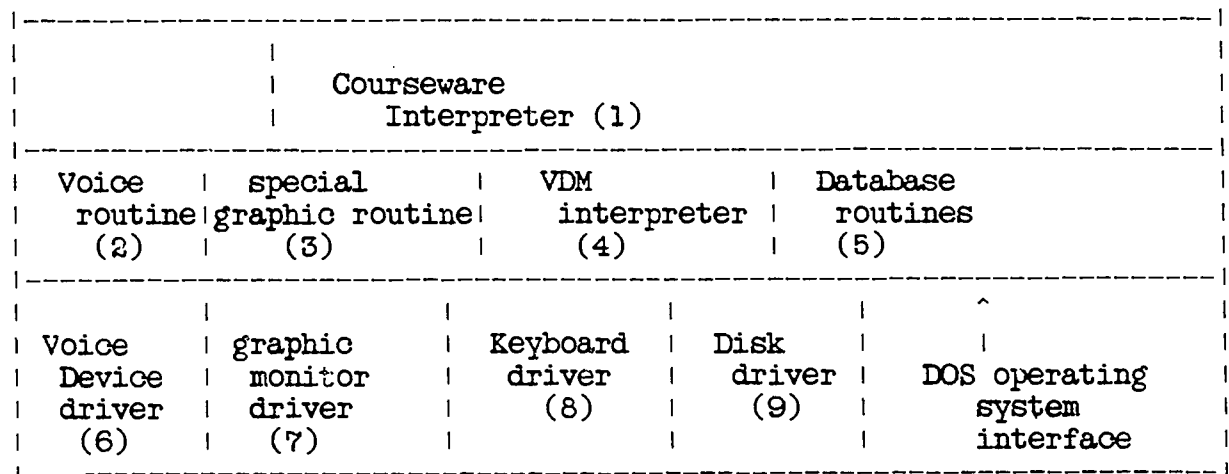 Courseware
Interpreter (1)
Voice special VDM Database
routine graphic routine interpreter routines
(2) (3) (4) (5)
Voice graphic Keyboard Disk
Device monitor driver driver DOS operating
driver driver (8) (9) system
(6) (7) interface